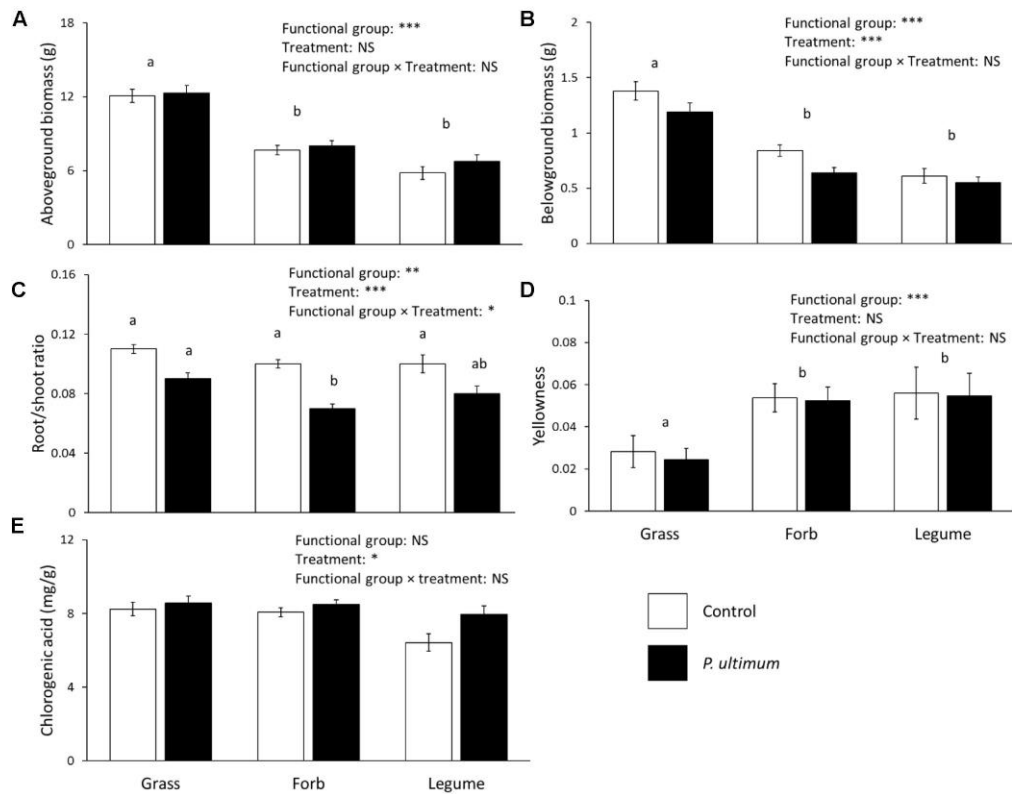 A
Aboveground biomass (g)
18
12
6
0
Functional group: ***
Treatment: NS
Functional group × Treatment: NS
a
b
b
B
Belowground biomass (g)
2
1.5
1
0.5
0
Functional group: ***
Treatment: ***
Functional group × Treatment: NS
a
b
b
C
Root/shoot ratio
0.16
0.12
0.08
0.04
0
Functional group: **
Treatment: ***
Functional group × Treatment: *
a
a
a
b
a
ab
D
Yellowness
0.1
0.08
0.06
0.04
0.02
0
Functional group: ***
Treatment: NS
Functional group × Treatment: NS
a
b
b
Grass
Forb
Legume
E
Chlorogenic acid (mg/g)
12
8
4
0
Functional group: NS
Treatment: *
Functional group × treatment: NS
Grass
Forb
Legume
Control
P. ultimum